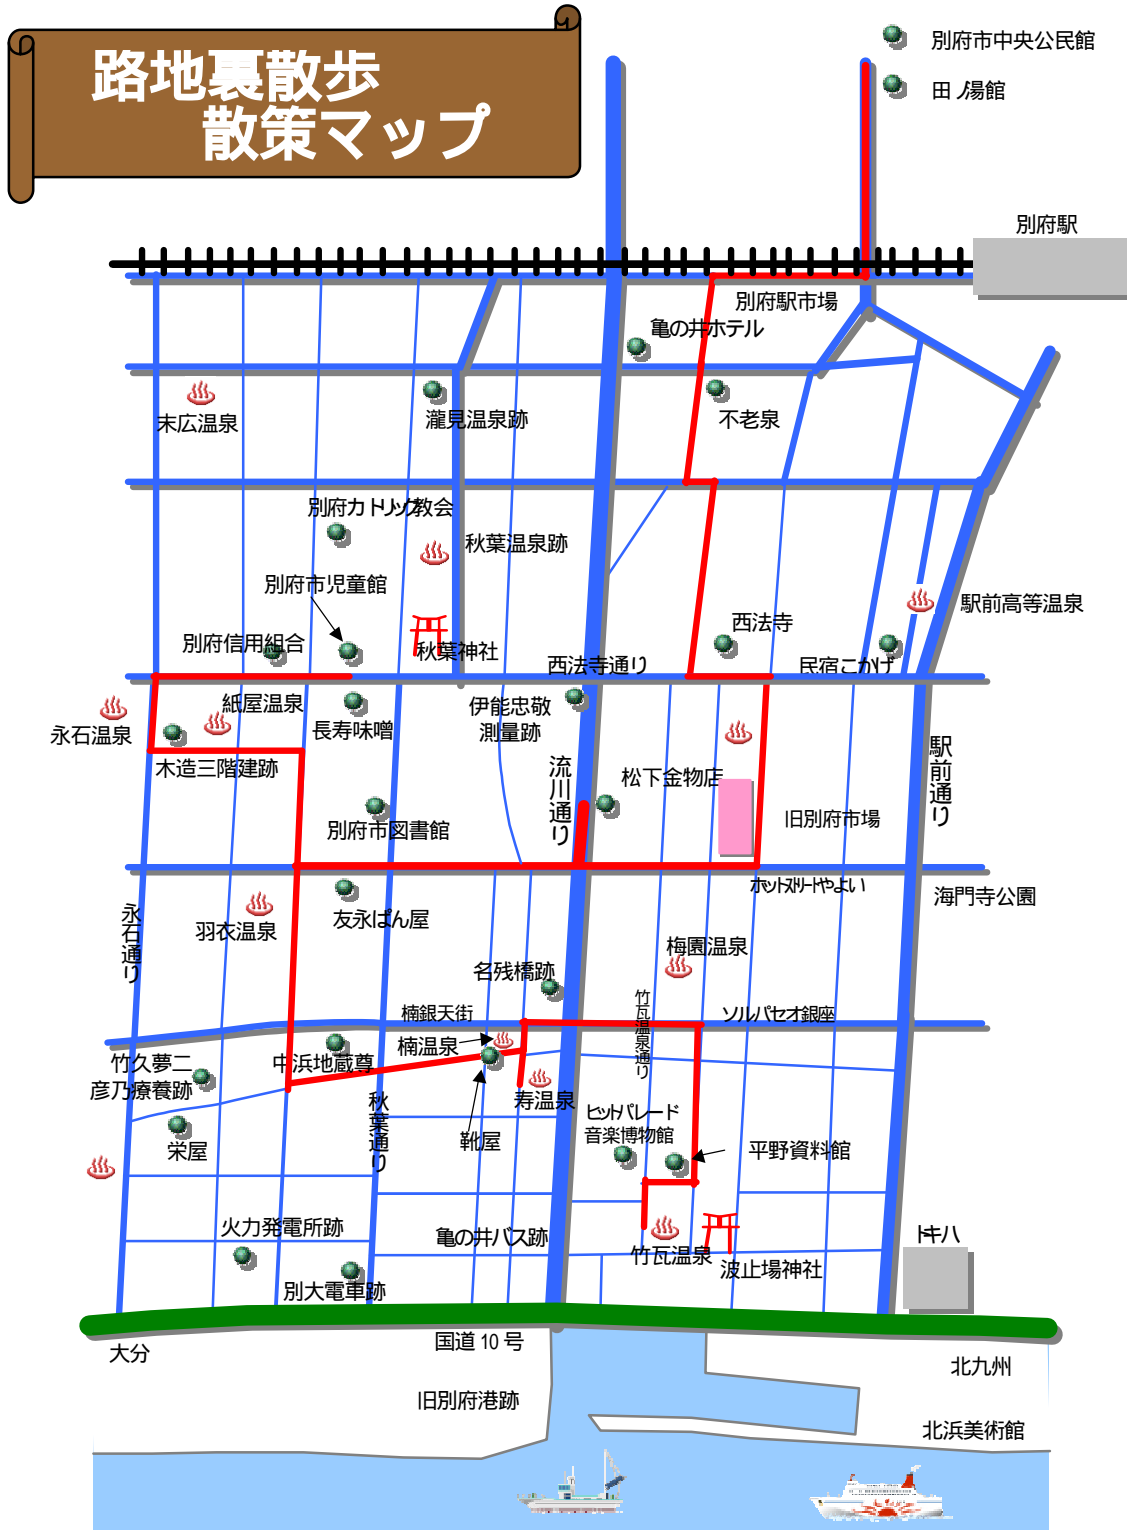 路地裏散歩
散策マップ
別府市中央公民館
田ノ湯館
別府駅
別府駅市場
亀の井ホテル
末広温泉
瀧見温泉跡
不老泉
別府カトリック教会
秋葉温泉跡
別府市児童館
駅前高等温泉
西法寺
別府信用組合
秋葉神社
西法寺通り
民宿こかげ
紙屋温泉
永石温泉
長寿味噌
伊能忠敬
測量跡
木造三階建跡
流川通り
松下金物店
駅前通り
別府市図書館
旧別府市場
ホットストリートやよい
海門寺公園
永石通り
羽衣温泉
友永ぱん屋
梅園温泉
名残橋跡
竹瓦温泉通り
楠銀天街
ソルパセオ銀座
楠温泉
竹久夢二
彦乃療養跡
中浜地蔵尊
寿温泉
秋葉通り
ヒットパレード
音楽博物館
栄屋
靴屋
平野資料館
火力発電所跡
亀の井バス跡
竹瓦温泉
波止場神社
トキハ
別大電車跡
大分
国道10号
北九州
旧別府港跡
北浜美術館